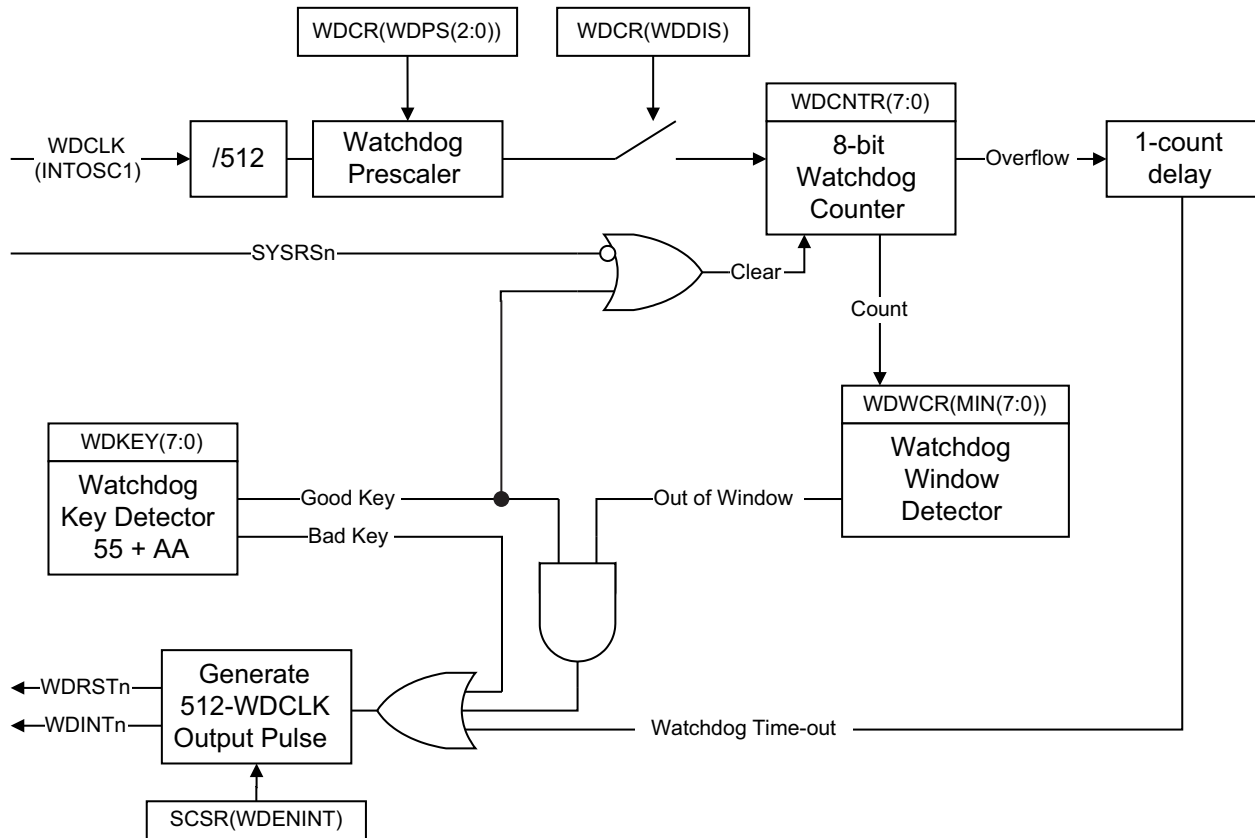 WDCR(WDPS(2:0))
WDCR(WDDIS)
WDCNTR(7:0)
WDCLK
(INTOSC1)
/512
Watchdog
Prescaler
8-bit
Watchdog
Counter
Overflow
1-count
delay
SYSRSn
Clear
Count
WDWCR(MIN(7:0))
Watchdog
Window
Detector
WDKEY(7:0)
Watchdog
Key Detector
55 + AA
Good Key
Bad Key
Out of Window
WDRSTn
WDINTn
Generate
512-WDCLK
Output Pulse
Watchdog Time-out
SCSR(WDENINT)